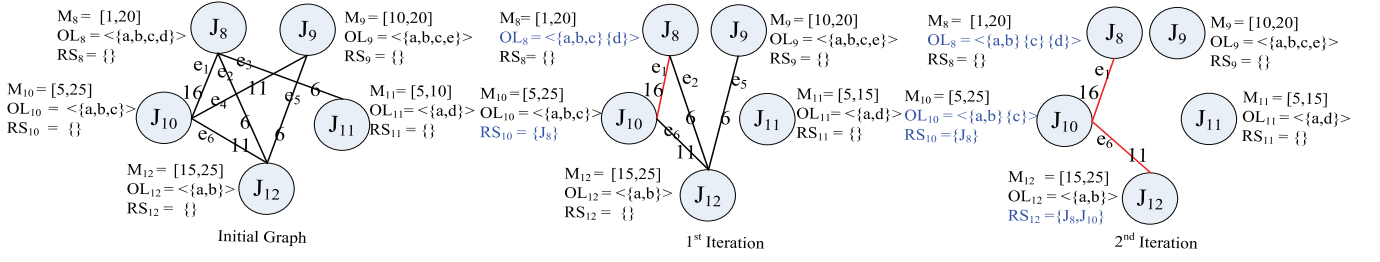 M₈ = [1,20]
OL₈ = <{a,b,c,d}>
RS₈ = {}
J₈
J₉
M₉ = [10,20]
OL₉ = <{a,b,c,e}>
RS₉ = {}
e₁
e₂
e₃
16
11
6
e₄
e₅
M₁₀ = [5,25]
OL₁₀ = <{a,b,c}>
RS₁₀ = {}
J₁₀
J₁₁
M₁₁ = [5,10]
OL₁₁ = <{a,d}>
RS₁₁ = {}
e₆
11
6
6
M₁₂ = [15,25]
OL₁₂ = <{a,b}>
RS₁₂ = {}
J₁₂
Initial Graph
M₈ = [1,20]
OL₈ = <{a,b,c}{d}>
RS₈ = {}
J₈
J₉
M₉ = [10,20]
OL₉ = <{a,b,c,e}>
RS₉ = {}
e₁
e₂
e₅
16
M₁₀ = [5,25]
OL₁₀ = <{a,b,c}>
RS₁₀ = {J₈}
J₁₀
J₁₁
M₁₁ = [5,15]
OL₁₁ = <{a,d}>
RS₁₁ = {}
e₆
11
6
6
M₁₂ = [15,25]
OL₁₂ = <{a,b}>
RS₁₂ = {}
J₁₂
1ˢᵗ Iteration
M₈ = [1,20]
OL₈ = <{a,b}{c}{d}>
RS₈ = {}
J₈
J₉
M₉ = [10,20]
OL₉ = <{a,b,c,e}>
RS₉ = {}
e₁
16
M₁₀ = [5,25]
OL₁₀ = <{a,b}{c}>
RS₁₀ = {J₈}
J₁₀
J₁₁
M₁₁ = [5,15]
OL₁₁ = <{a,d}>
RS₁₁ = {}
e₆
11
M₁₂ = [15,25]
OL₁₂ = <{a,b}>
RS₁₂ = {J₈,J₁₀}
J₁₂
2ⁿᵈ Iteration